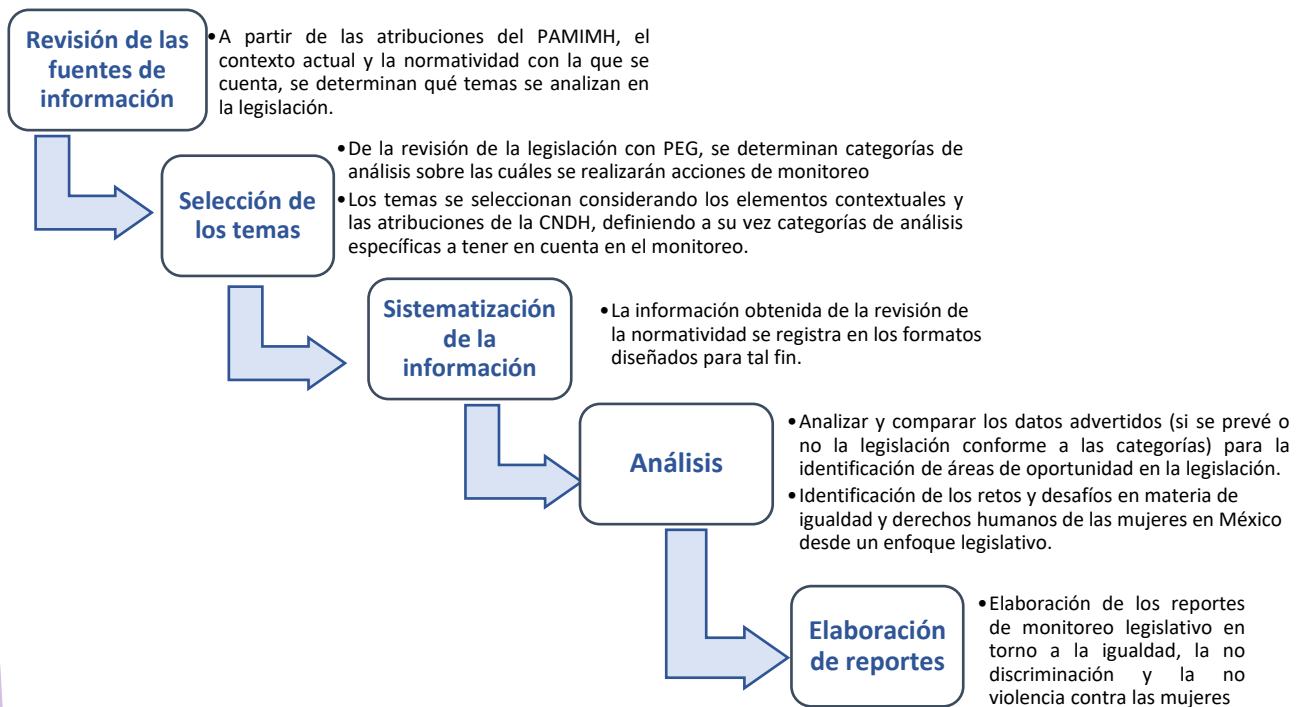 Revisión de las
fuentes de
información
•A partir de las atribuciones del PAMIMH, el
contexto actual y la normatividad con la que se
cuenta, se determinan qué temas se analizan en
la legislación.
Selección de
los temas
•De la revisión de la legislación con PEG, se determinan categorías de
análisis sobre las cuáles se realizarán acciones de monitoreo
•Los temas se seleccionan considerando los elementos contextuales y
las atribuciones de la CNDH, definiendo a su vez categorías de análisis
específicas a tener en cuenta en el monitoreo.
Sistematización
de la
información
•La información obtenida de la revisión de
la normatividad se registra en los formatos
diseñados para tal fin.
Análisis
•Analizar y comparar los datos advertidos (si se prevé o
no la legislación conforme a las categorías) para la
identificación de áreas de oportunidad en la legislación.
•Identificación de los retos y desafíos en materia de
igualdad y derechos humanos de las mujeres en México
desde un enfoque legislativo.
Elaboración
de reportes
•Elaboración de los reportes
de monitoreo legislativo en
torno a la igualdad, la no
discriminación y la no
violencia contra las mujeres